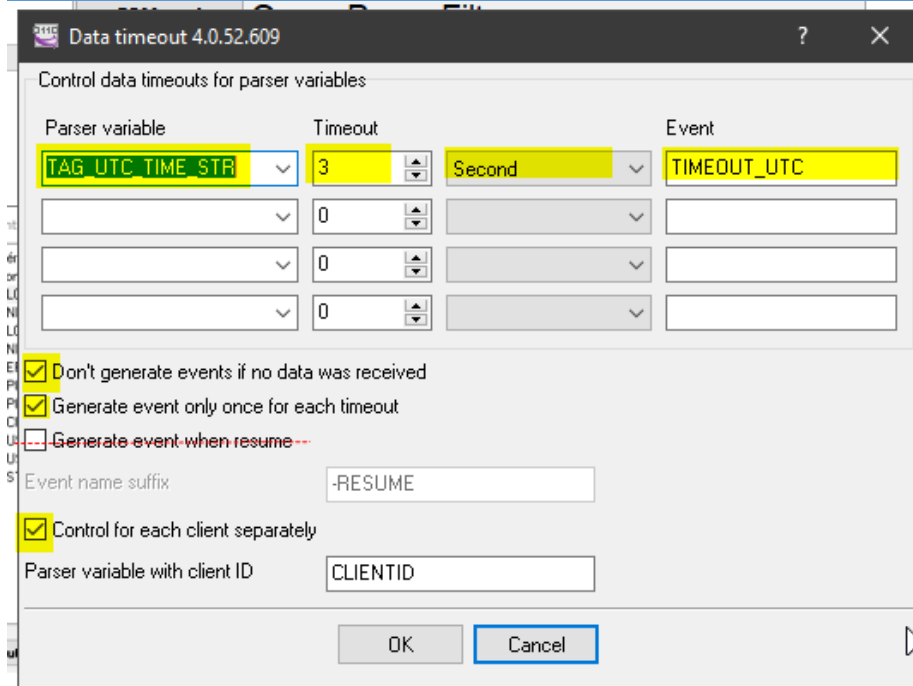 Data timeout 4.0.52.609 ?
Control data timeouts for parser variables
Parser variable Timeout Event
TAG_UTC_TIME_STR 3 Second TIMEOUT_UTC
0
0
0
Don't generate events if no data was received
Generate event only once for each timeout
Generate event when resume
Event name suffix -RESUME
Control for each client separately
Parser variable with client ID CLIENTID
OK Cancel